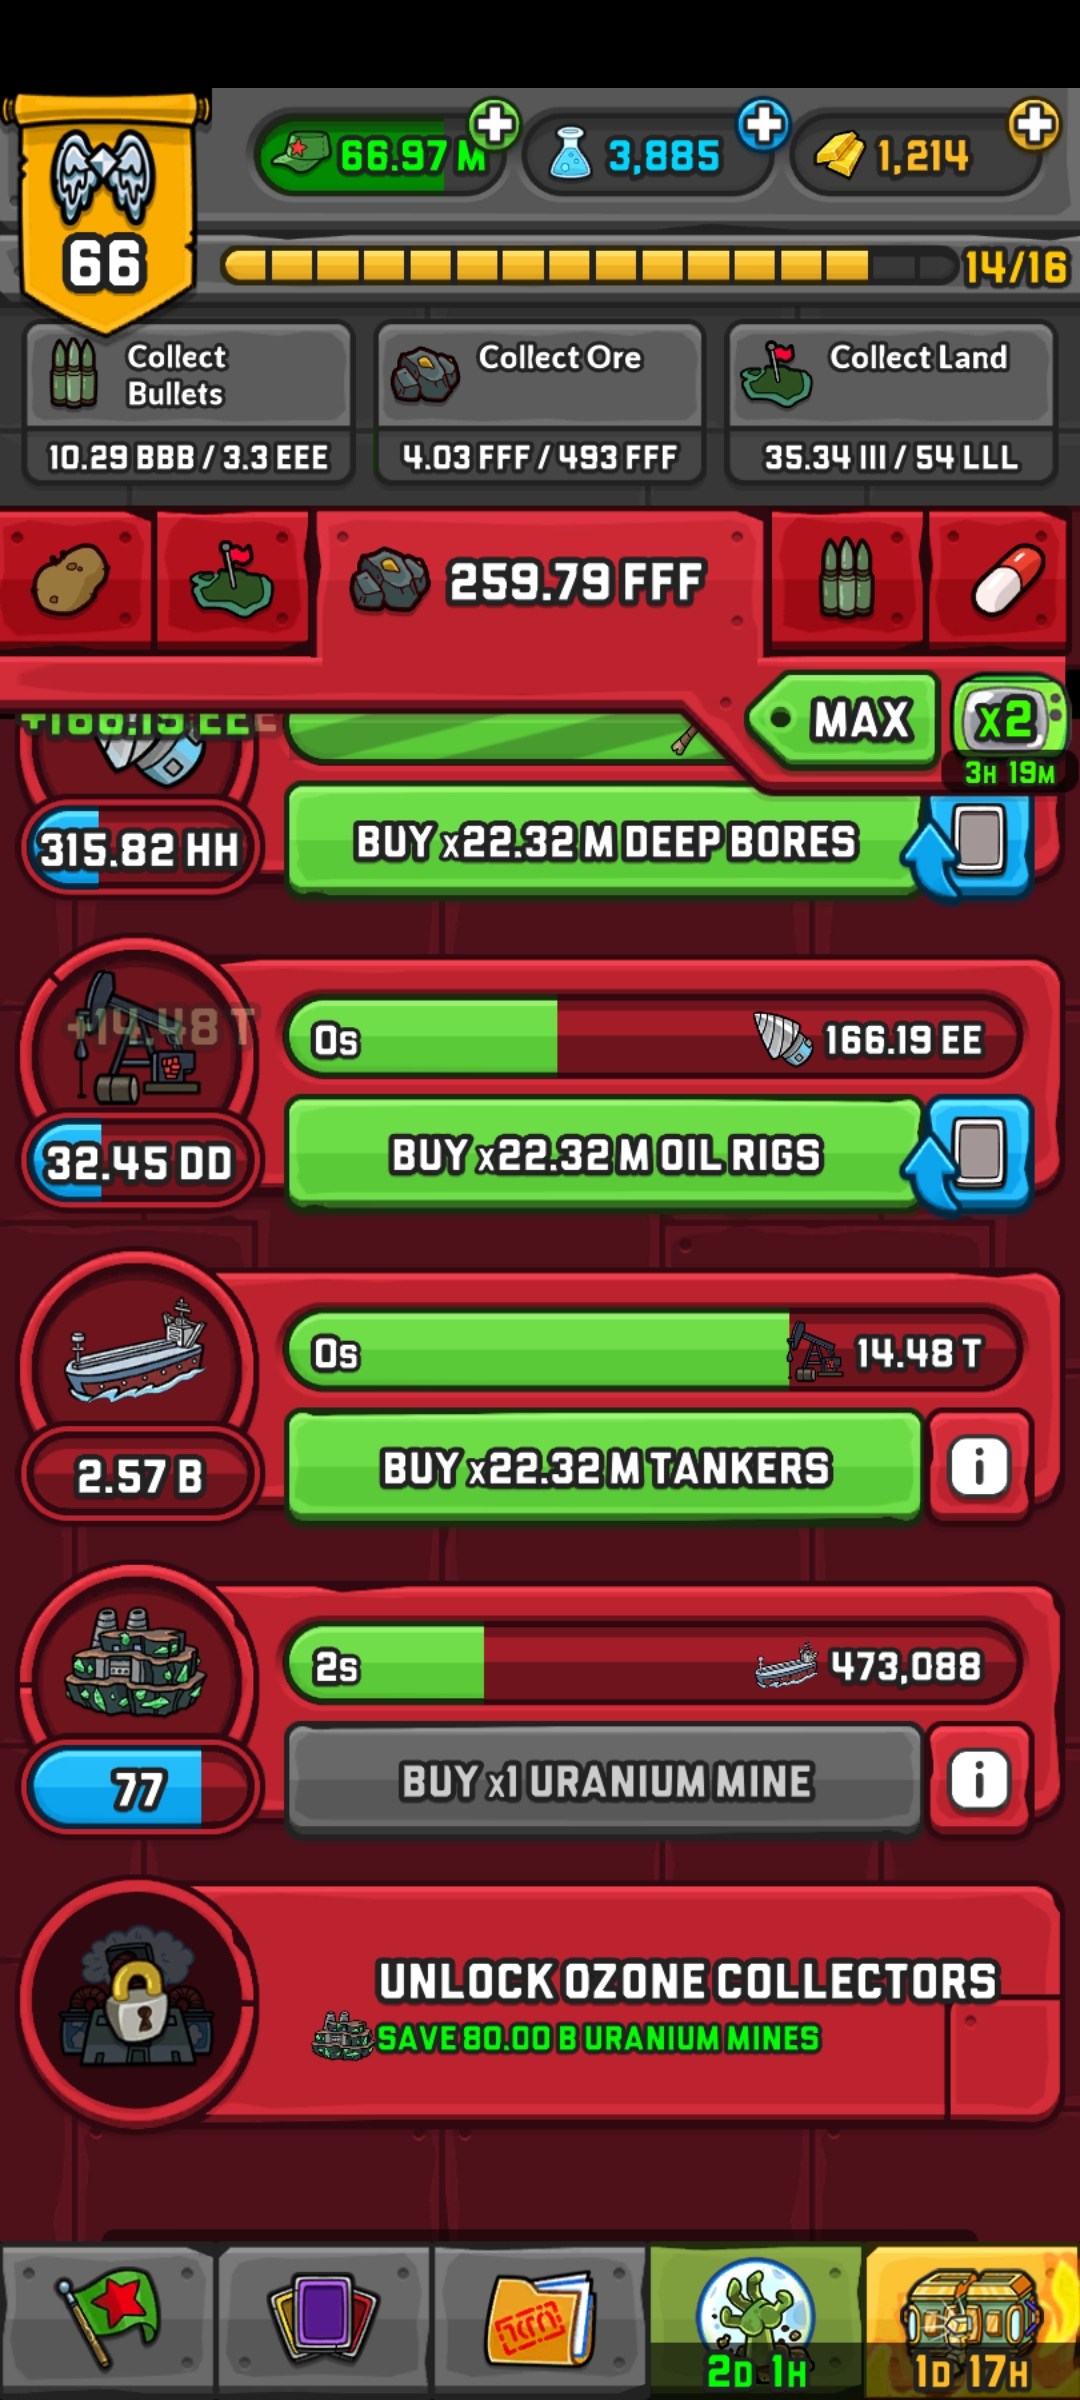 66.97 M
3,885
1,214
66
14/16
Collect
Bullets
10.29 BBB / 3.3 EEE
Collect Ore
4.03 FFF / 493 FFF
Collect Land
35.34 III / 54 LLL
259.79 FFF
MAX
x2
3H 19M
+166.19 EE
315.82 HH
BUY x22.32 M DEEP BORES
+14.48 T
0s
166.19 EE
32.45 DD
BUY x22.32 M OIL RIGS
0s
14.48 T
2.57 B
BUY x22.32 M TANKERS
i
2s
473,088
77
BUY x1 URANIUM MINE
i
UNLOCK OZONE COLLECTORS
SAVE 80.00 B URANIUM MINES
2D 1H
1D 17H